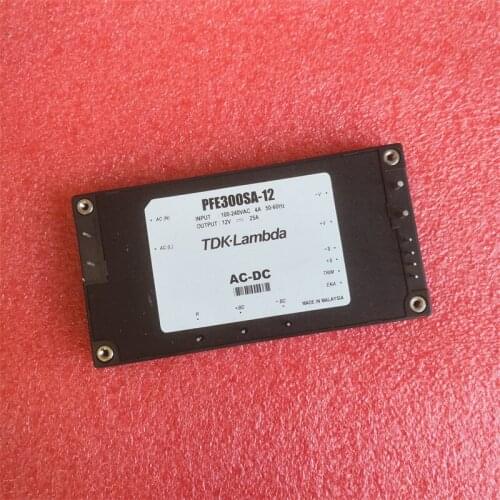 PFE300SA-12
AC (N)
INPUT : 100-240VAC 4A 50-60Hz
OUTPUT : 12V ⎓ 25A
-V
TDK-Lambda
+V
AC (L)
-S
+S
AC-DC
TRIM
ENA
R
+BC
-BC
MADE IN MALAYSIA